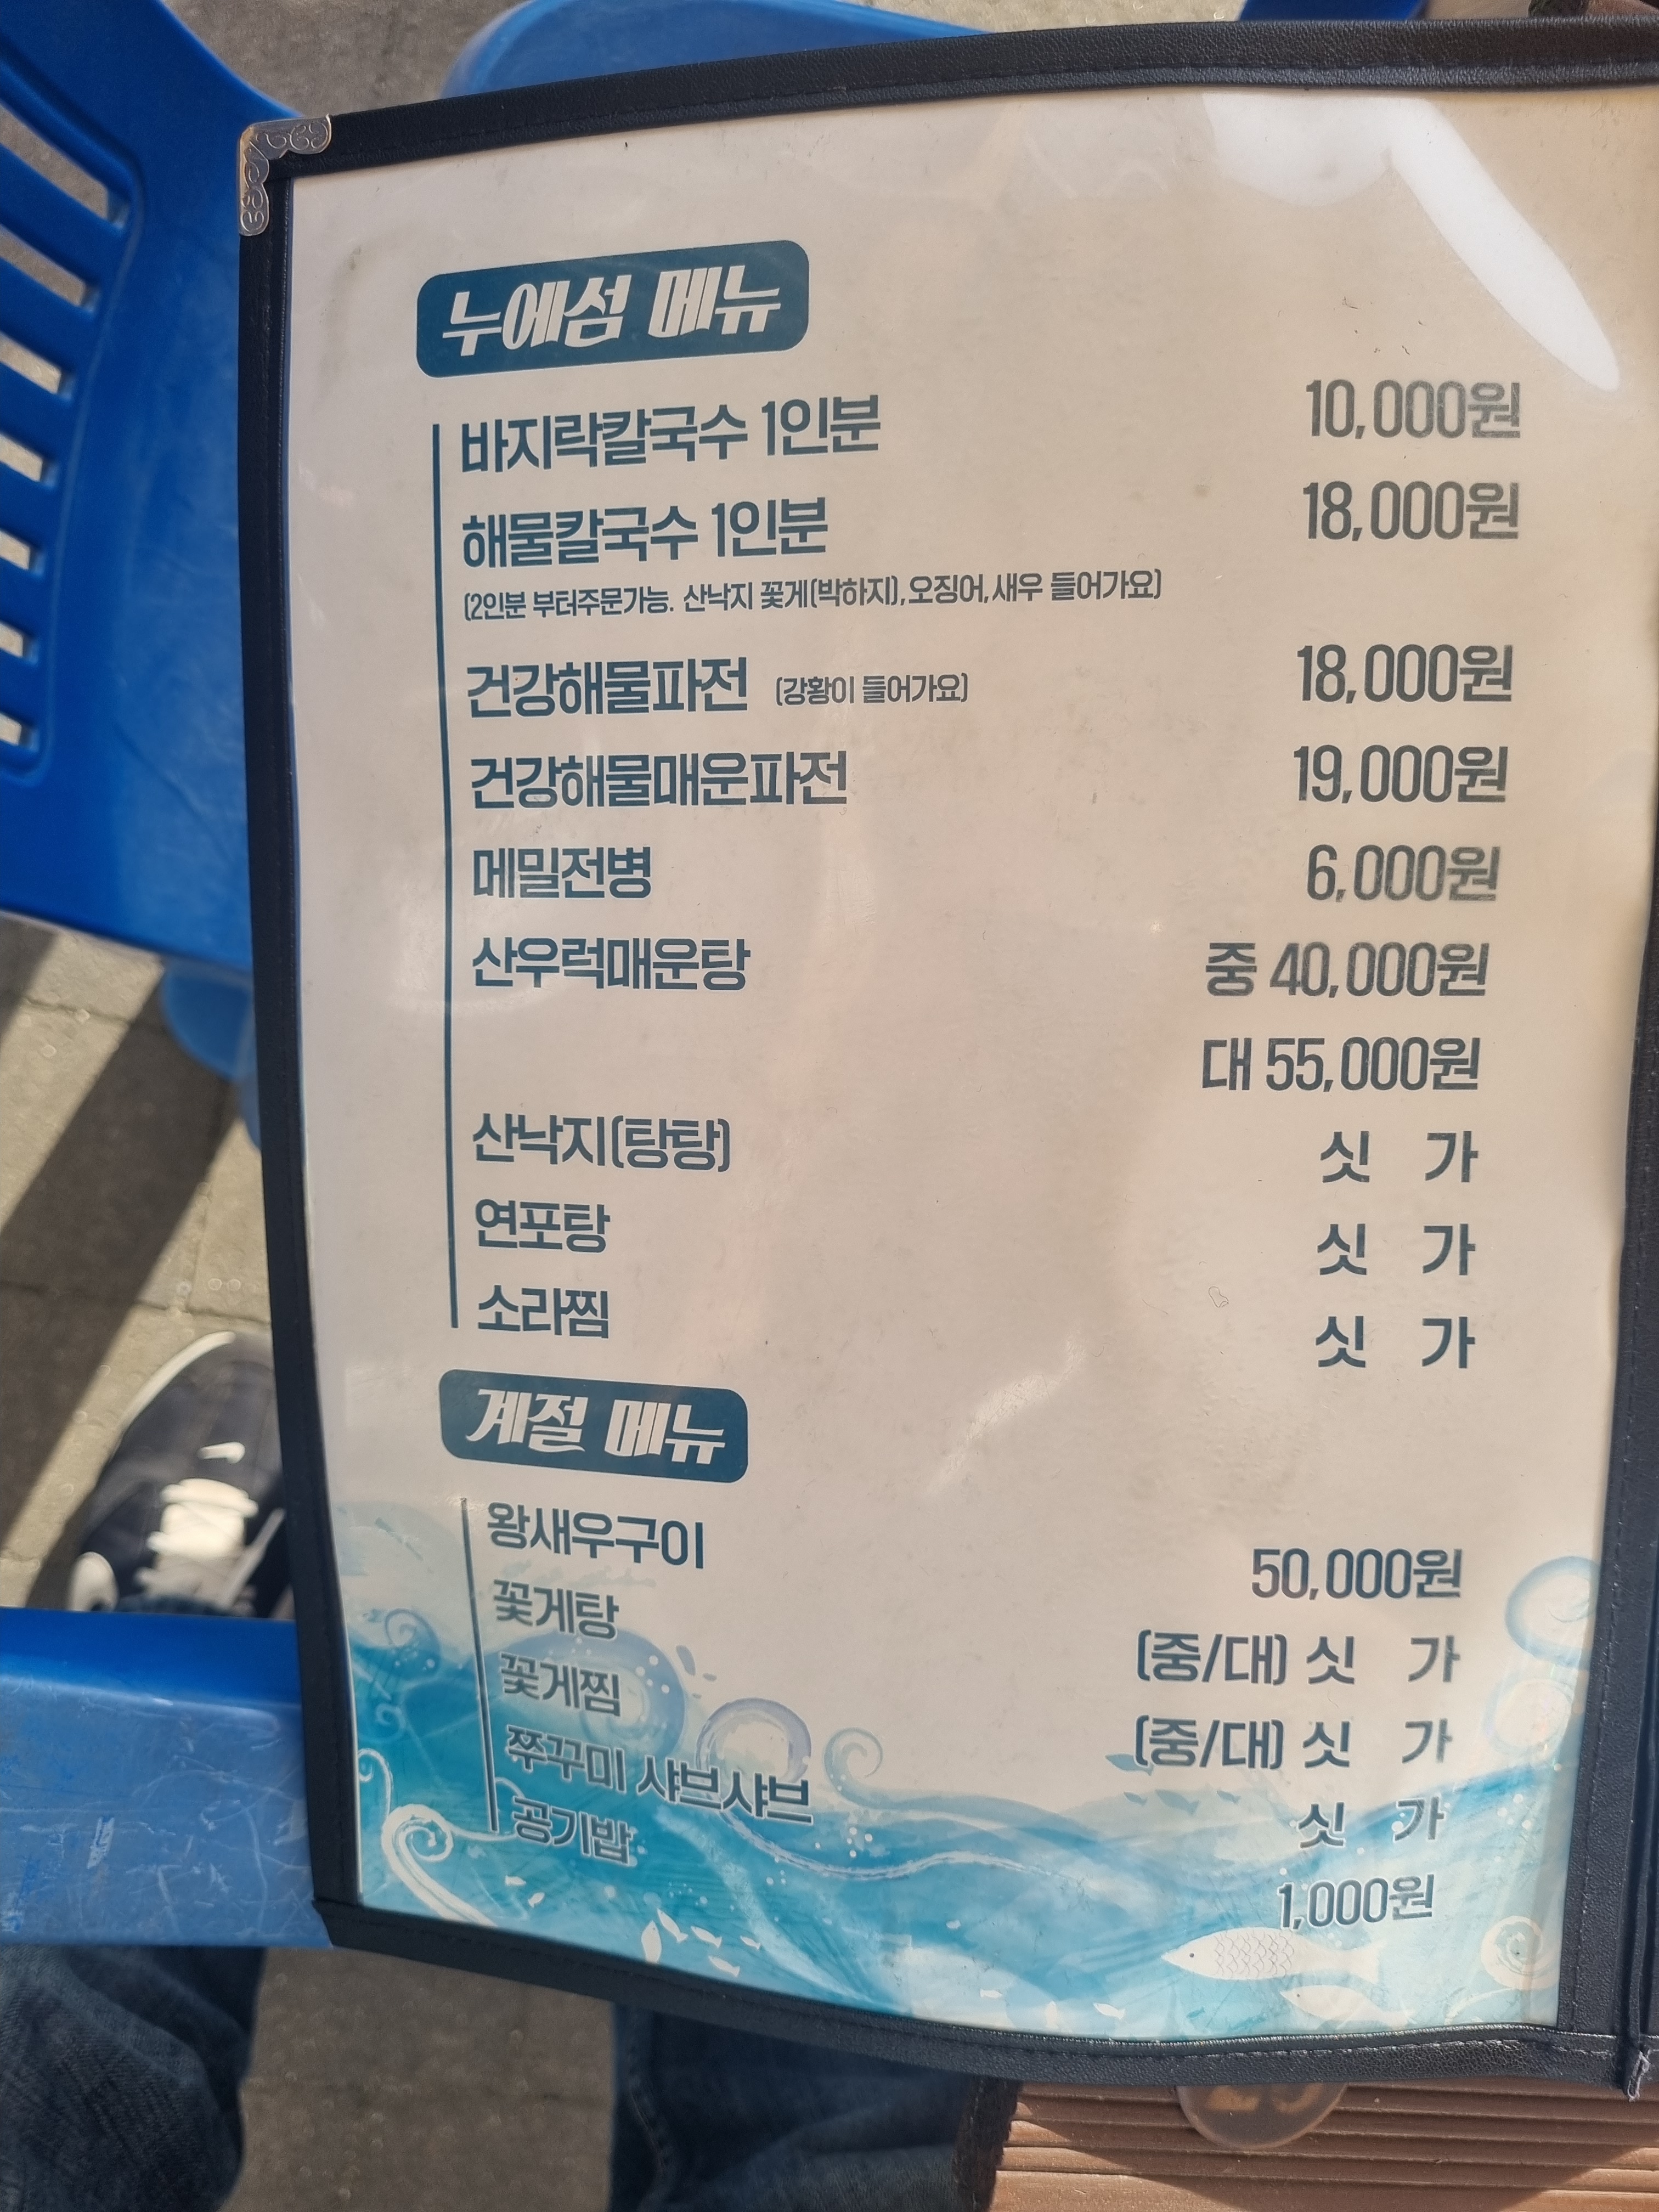 누에섬 메뉴
바지락칼국수 1인분 10,000원
해물칼국수 1인분 18,000원
(2인분 부터주문가능. 산낙지 꽃게(박하지),오징어,새우 들어가요)
건강해물파전 (강황이 들어가요) 18,000원
건강해물매운파전 19,000원
메밀전병 6,000원
산우럭매운탕 중 40,000원
대 55,000원
산낙지(탕탕) 싯 가
연포탕 싯 가
소라찜 싯 가
계절 메뉴
왕새우구이 50,000원
꽃게탕 (중/대) 싯 가
꽃게찜 (중/대) 싯 가
쭈꾸미 샤브샤브 싯 가
공기밥 1,000원